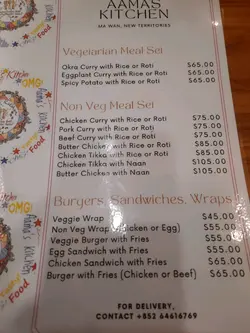 AAMAS
KITCHEN
MA WAN, NEW TERRITORIES
Vegetarian Meal Set
Okra Curry with Rice or Roti $65.00
Eggplant Curry with Rice or Roti $65.00
Spicy Potato with Rice or Roti $65.00
Non Veg Meal Set
Chicken Curry with Rice or Roti $75.00
Pork Curry with Rice or Roti $75.00
Beef Curry with Rice or Roti $75.00
Butter Chicken with Rice or Roti $85.00
Chicken Tikka with Rice or Roti $85.00
Chicken Tikka with Naan $105.00
Butter Chicken with Naan $105.00
Burgers, Sandwiches, Wraps
Veggie Wrap $45.00
Non Veg Wrap (Chicken or Egg) $55.00
Veggie Burger with Fries $55.00
Egg Sandwich with Fries $55.00
Chicken Sandwich with Fries $65.00
Burger with Fries (Chicken or Beef) $65.00
FOR DELIVERY,
CONTACT +852 64616769
Kitchen
OMG!
Food
OMG!
Aama's Kitchen
Food